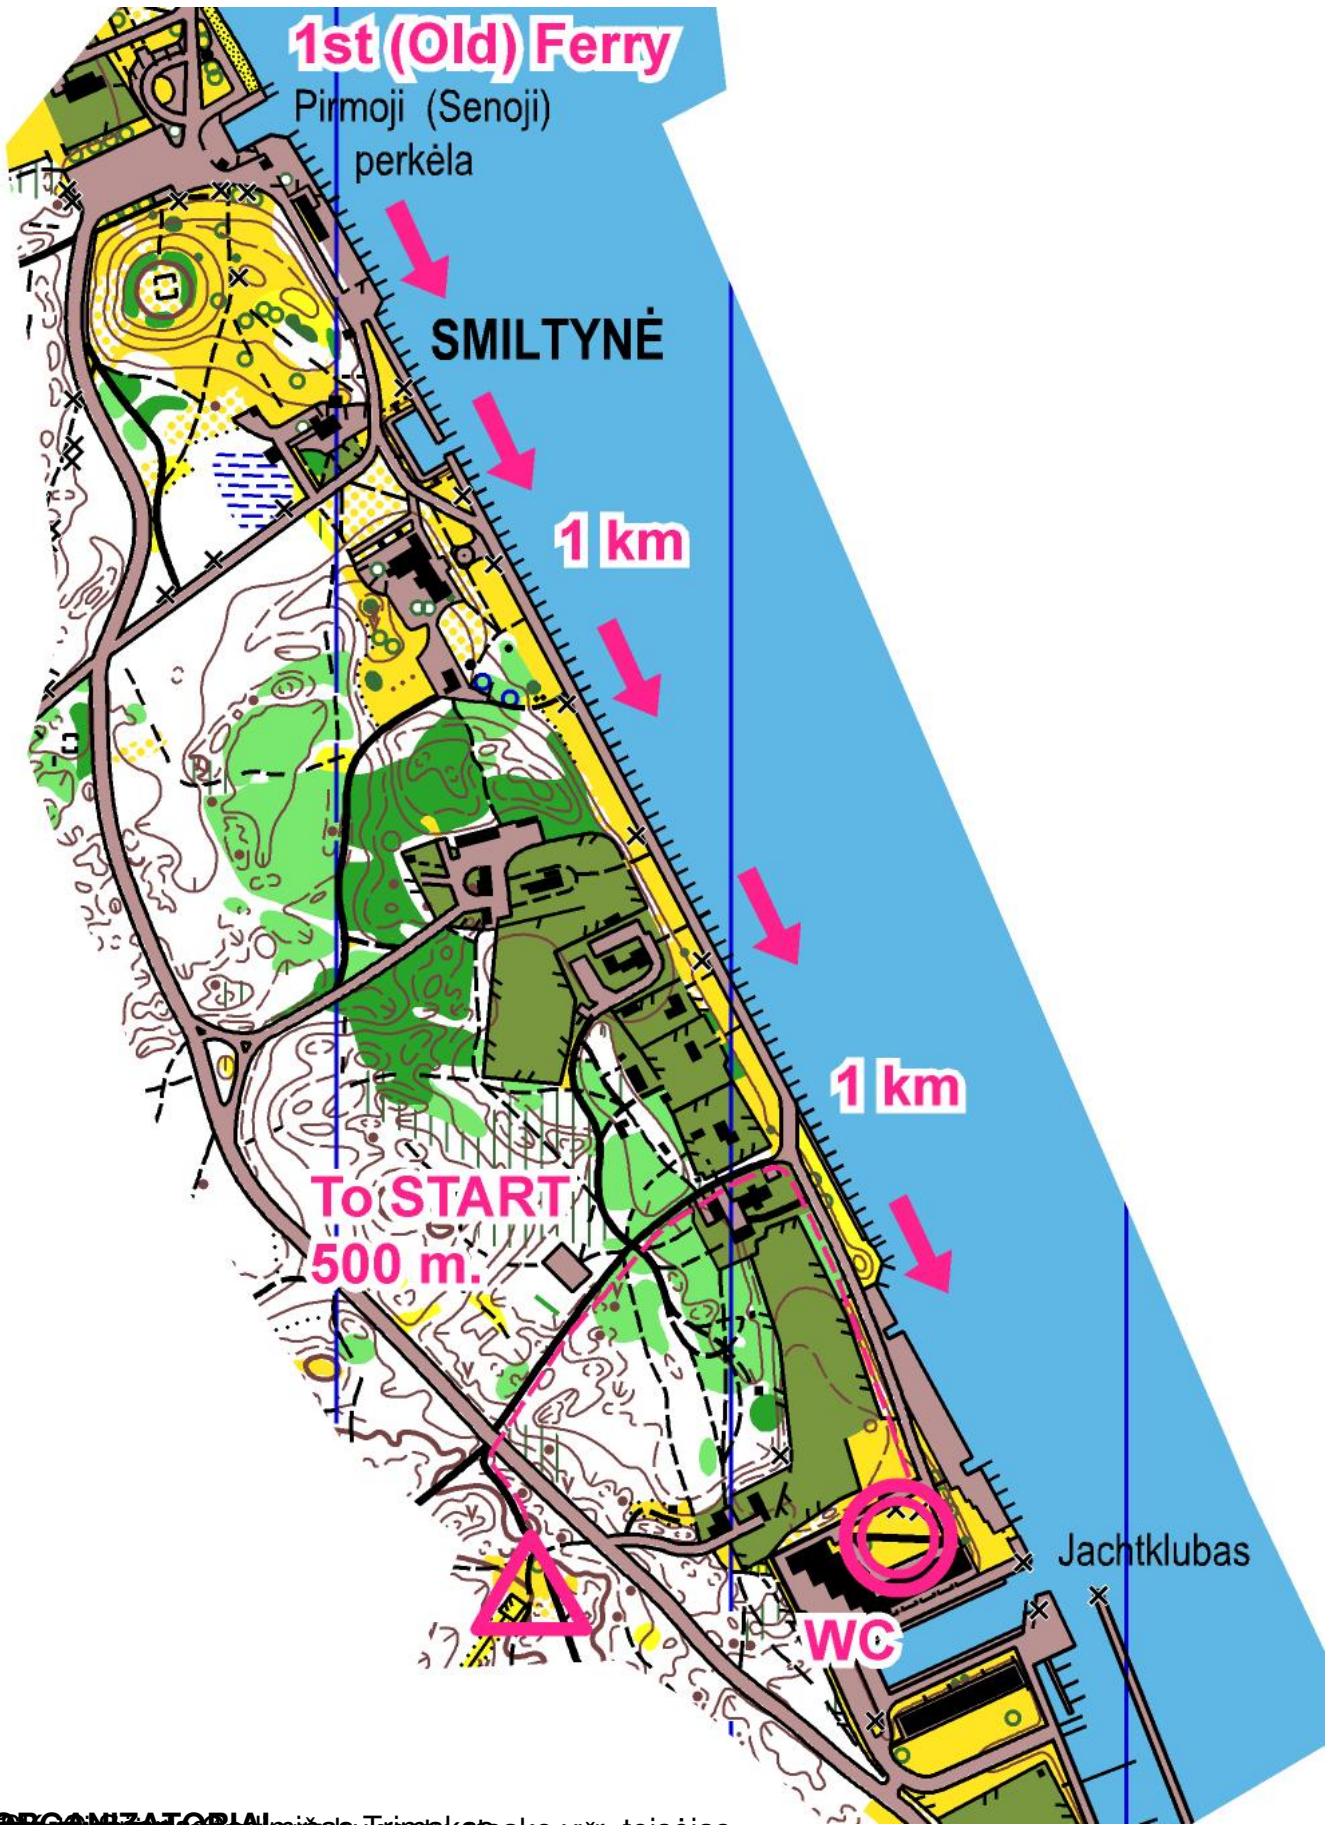 1st (Old) Ferry
Pirmoji (Senoji)
perkėla
SMILTYNĖ
1 km
1 km
To START
500 m.
Jachtklubas
WC